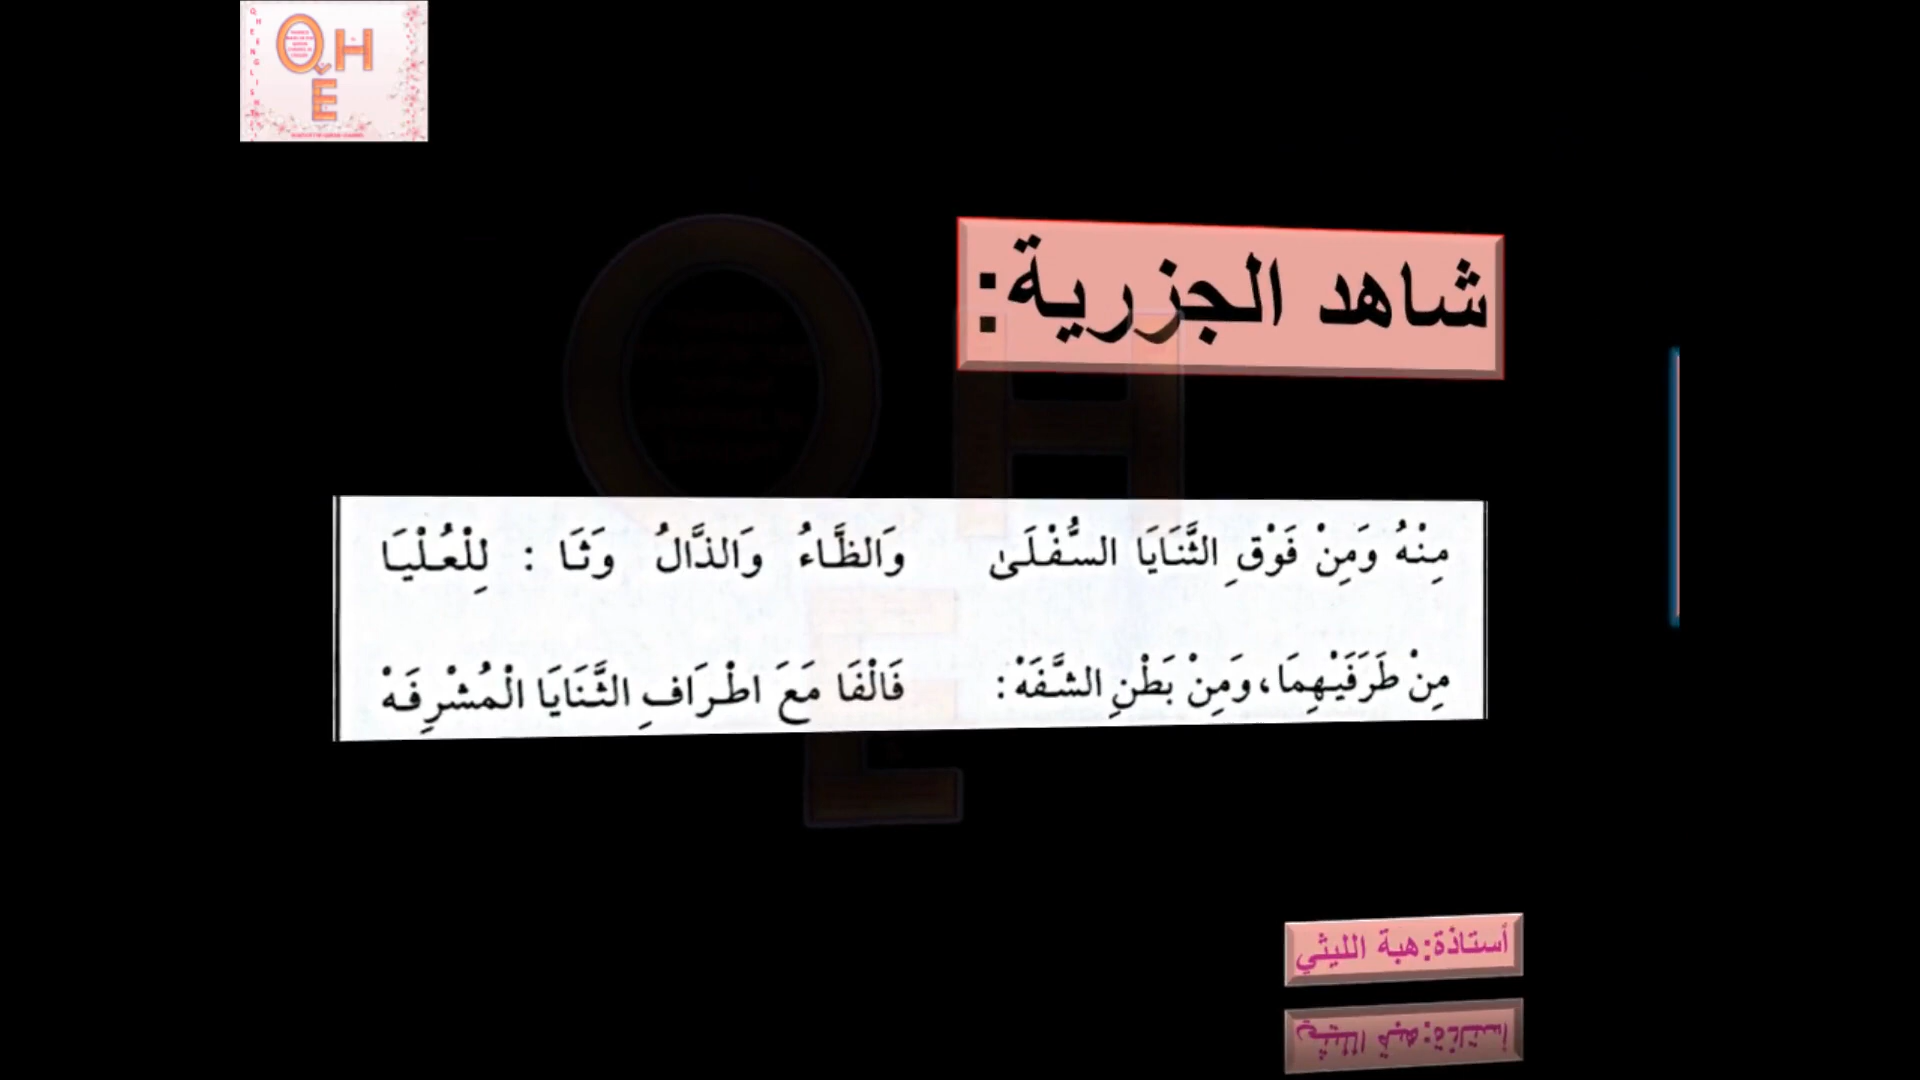 QH
E
شاهد الجزرية:
مِنْهُ وَمِنْ فَوْقِ الثَّنَايَا السُّفْلَىٰ وَالظَّاءُ وَالذَّالُ وَثَا : لِلْعُلْيَا
مِنْ طَرَفَيْهِمَا، وَمِنْ بَطْنِ الشَّفَهْ: فَالْفَا مَعَ اطْرَافِ الثَّنَايَا الْمُشْرِفَهْ
أستاذة:هبة الليثي